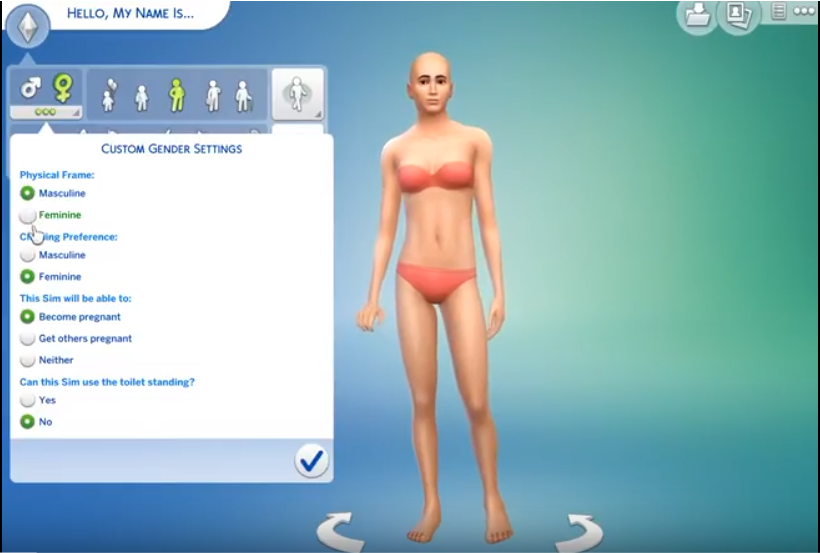 Hello, My Name Is...
Custom Gender Settings
Physical Frame:
Masculine
Feminine
Preference:
Masculine
Feminine
This Sim will be able to:
Become pregnant
Get others pregnant
Neither
Can this Sim use the toilet standing?
Yes
No